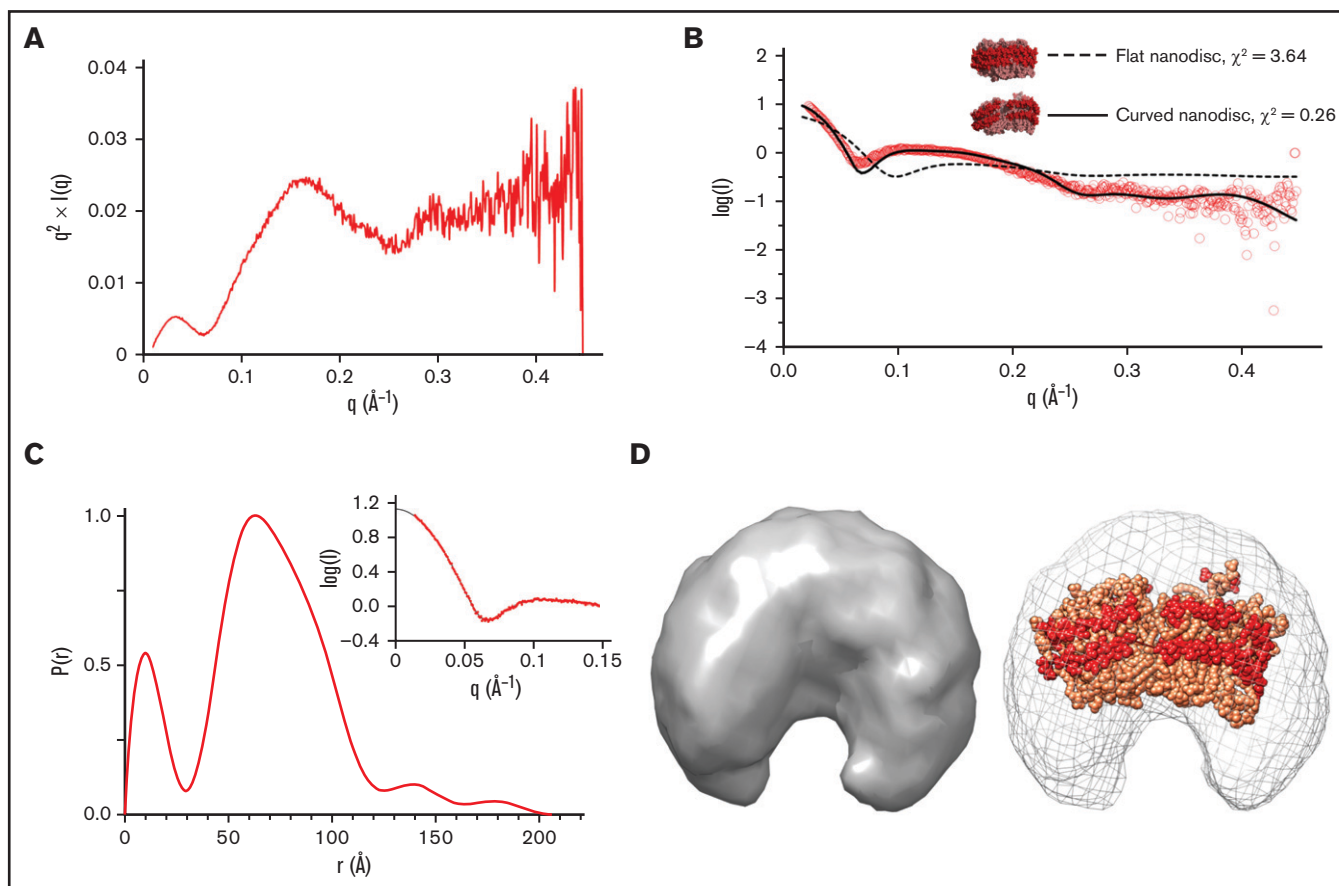 A
0.04
0.03
0.02
0.01
0
q² × I(q)
0
0.1
0.2
0.3
0.4
q (Å⁻¹)
B
2
1
0
−1
−2
−3
−4
log(I)
Flat nanodisc, χ² = 3.64
Curved nanodisc, χ² = 0.26
0.0
0.1
0.2
0.3
0.4
q (Å⁻¹)
C
1.0
0.5
0.0
P(r)
0
50
100
150
200
r (Å)
1.2
0.8
0.4
0.0
−0.4
log(I)
0
0.05
0.10
0.15
q (Å⁻¹)
D